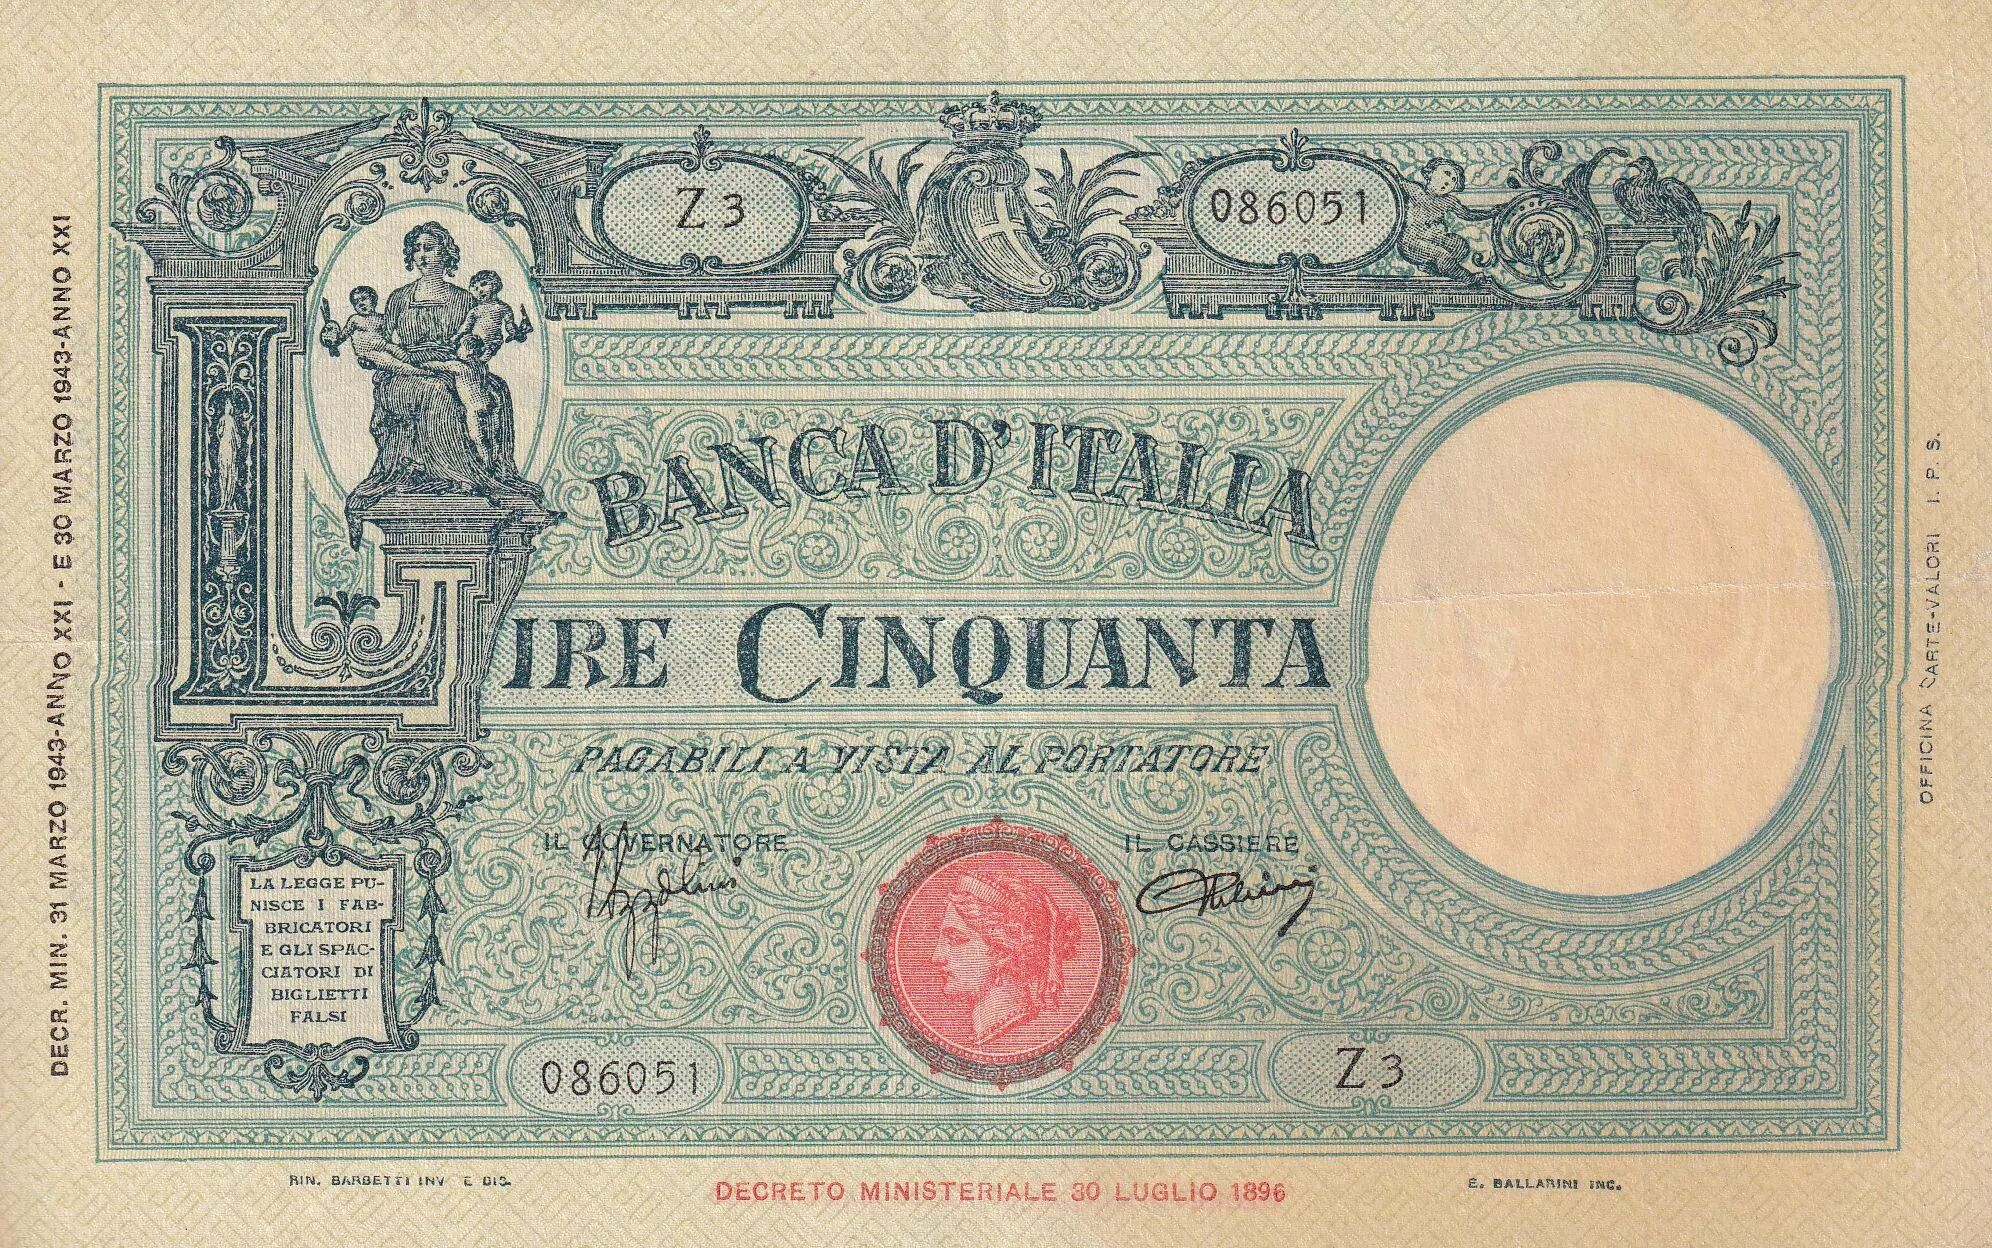 Z 3
086051
BANCA D'ITALIA
LIRE CINQUANTA
PAGABILI A VISTA AL PORTATORE
IL GOVERNATORE
IL CASSIERE
LA LEGGE PU-
NISCE I FAB-
BRICATORI
E GLI SPAC-
CIATORI DI
BIGLIETTI
FALSI
086051
Z 3
RIN. BARBETTI INV E DIS.
DECRETO MINISTERIALE 30 LUGLIO 1896
E. BALLARINI INC.
DECR. MIN. 31 MARZO 1943-ANNO XXI - E 30 MARZO 1943-ANNO XXI
OFFICINA CARTE-VALORI I. P. S.